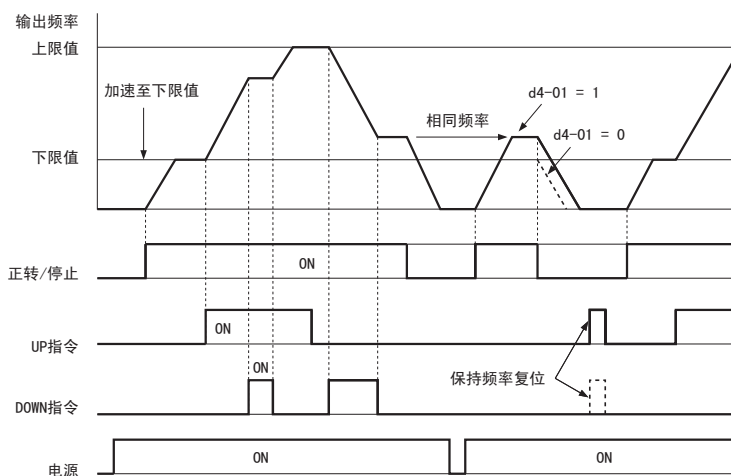 输出频率
上限值
加速至下限值
相同频率
d4-01 = 1
d4-01 = 0
下限值
正转/停止
ON
UP指令
ON
ON
DOWN指令
保持频率复位
电源
ON
ON